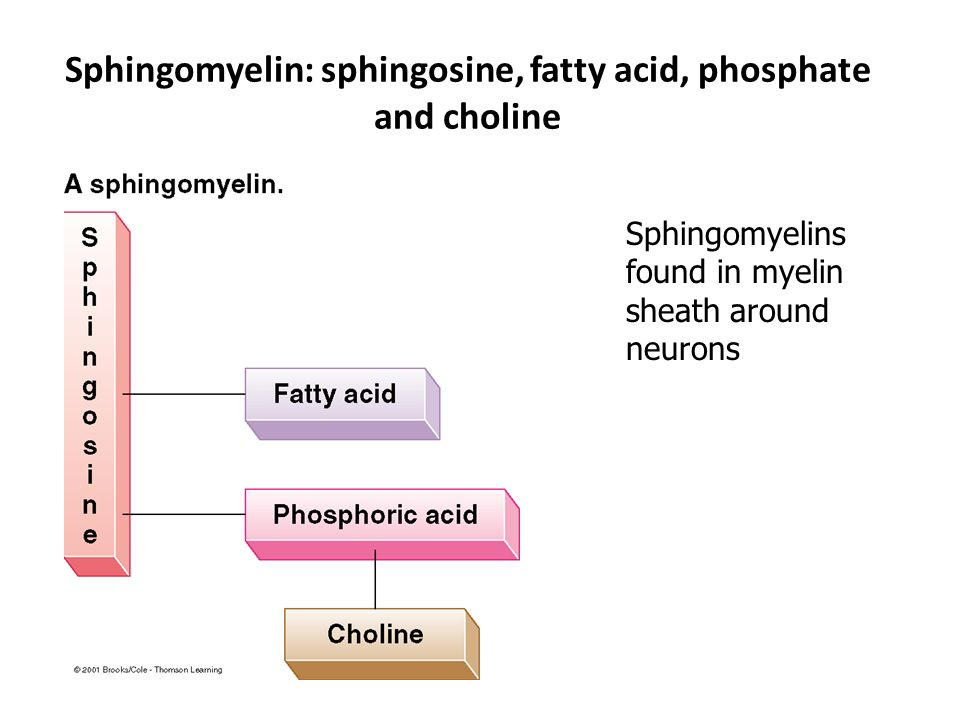 Sphingomyelin: sphingosine, fatty acid, phosphate
and choline
A sphingomyelin.
Sphingosine
Sphingomyelins
found in myelin
sheath around
neurons
Fatty acid
Phosphoric acid
Choline
© 2001 Brooks/Cole - Thomson Learning